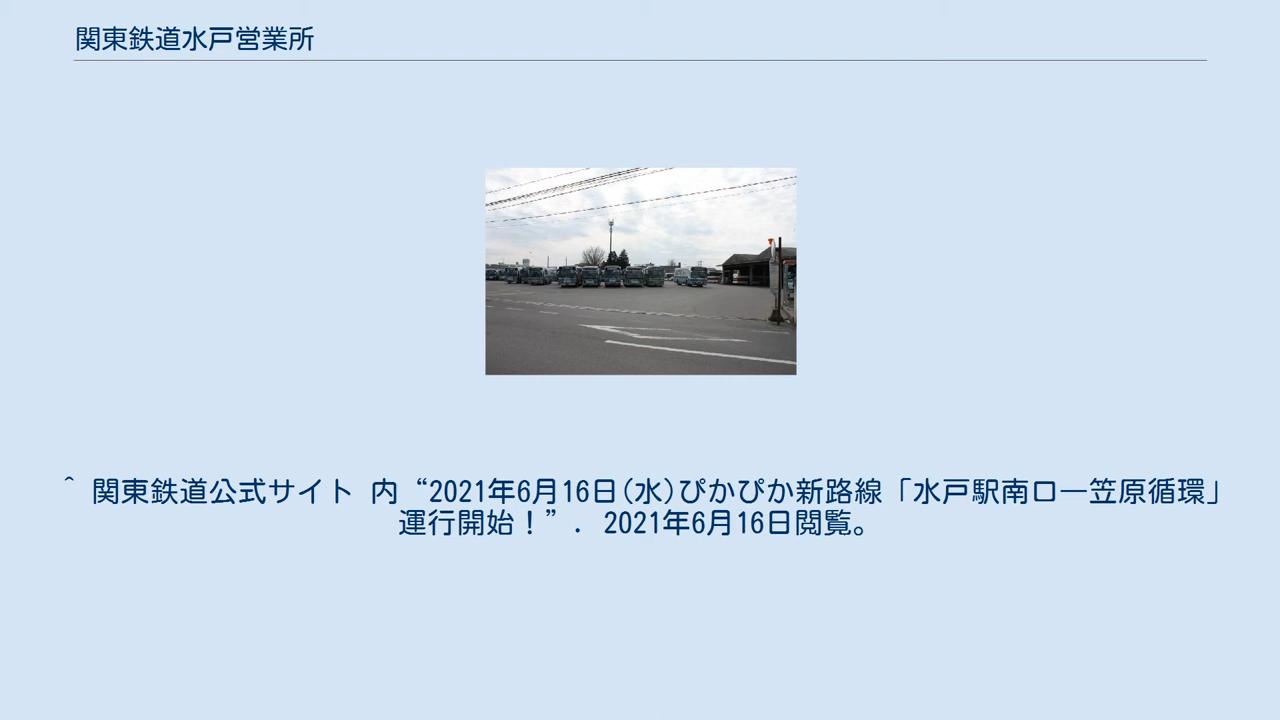 関東鉄道水戸営業所
^ 関東鉄道公式サイト 内“2021年6月16日(水)ぴかぴか新路線「水戸駅南口―笠原循環」
運行開始！”. 2021年6月16日閲覧。